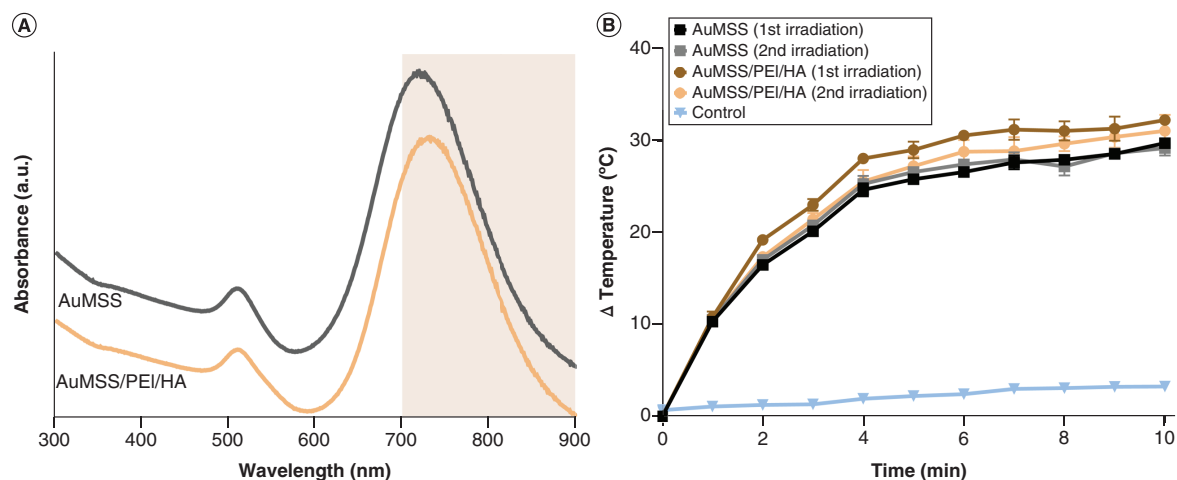 A
Absorbance (a.u.)
AuMSS
AuMSS/PEI/HA
300 400 500 600 700 800 900
Wavelength (nm)
B
AuMSS (1st irradiation)
AuMSS (2nd irradiation)
AuMSS/PEI/HA (1st irradiation)
AuMSS/PEI/HA (2nd irradiation)
Control
Δ Temperature (ºC)
40
30
20
10
0
0 2 4 6 8 10
Time (min)